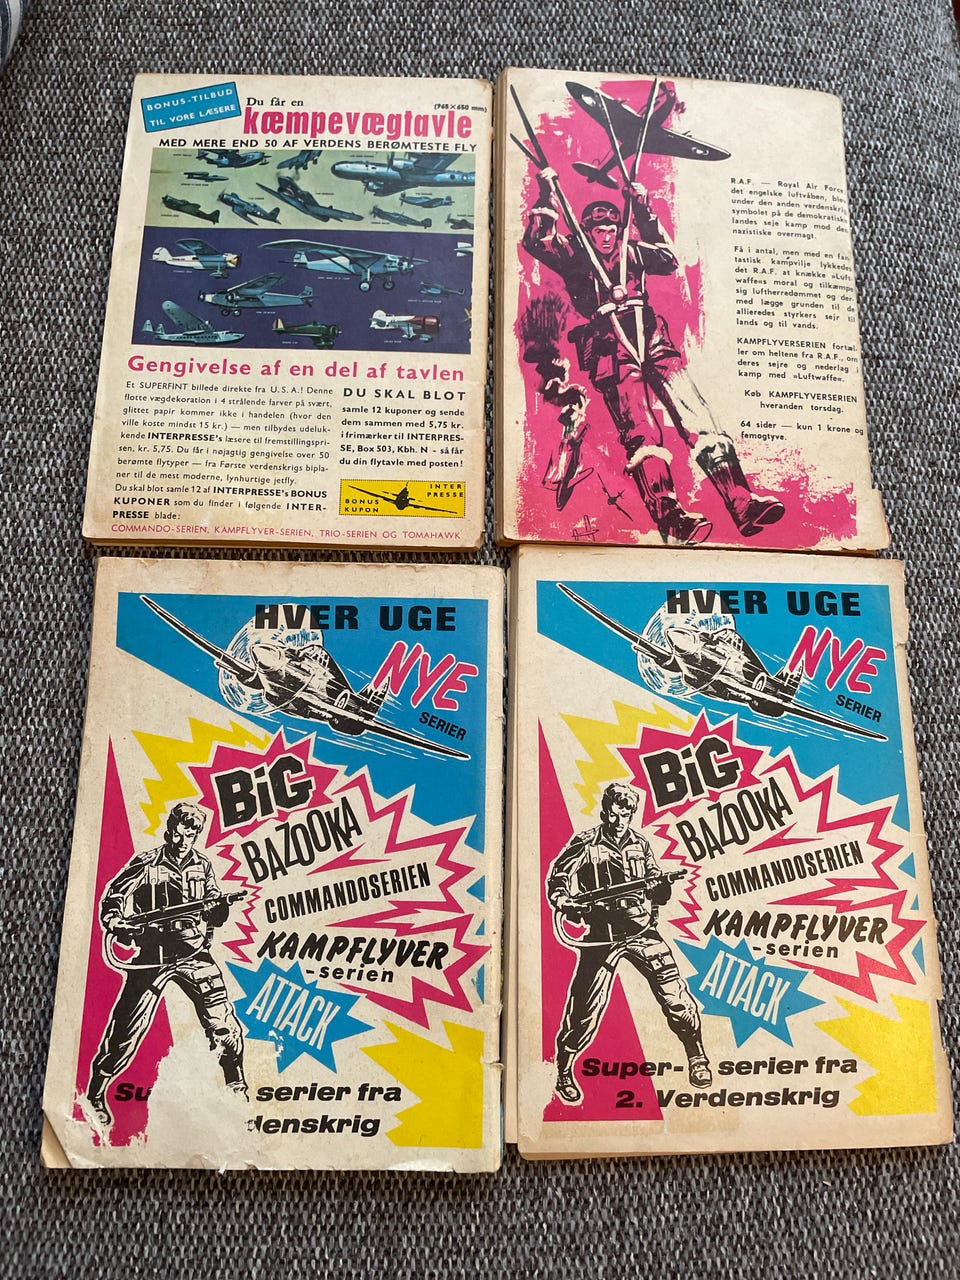 BONUS-TILBUD
TIL VORE LÆSERE
Du får en
(965×650 mm)
kæmpevægtavle
MED MERE END 50 AF VERDENS BERØMTESTE FLY
Gengivelse af en del af tavlen
Et SUPERFINT billede direkte fra U.S.A.! Denne
flotte vægdekoration i 4 strålende farver på svært,
glittet papir kommer ikke i handelen (hvor den
ville koste mindst 15 kr.) — men tilbydes udeluk-
kende INTERPRESSE's læsere til fremstillingspri-
sen, kr. 5,75. Du får i nøjagtig gengivelse over 50
berømte flytyper — fra Første verdenskrigs bipla-
ner til de mest moderne, lynhurtige jetfly.
Du skal blot samle 12 af INTERPRESSE's BONUS
KUPONER som du finder i følgende INTER-
PRESSE blade:
COMMANDO-SERIEN, KAMPFLYVER-SERIEN, TRIO-SERIEN OG TOMAHAWK
DU SKAL BLOT
samle 12 kuponer og sende
dem sammen med 5,75 kr.
i frimærker til INTERPRES-
SE, Box 503, Kbh. N - så får
du din flytavle med posten!
INTER
PRESSE
BONUS
KUPON
R.A.F. — Royal Air Force
det engelske luftvåben, blev
under den anden verdenskri
symbolet på de demokratiske
landes seje kamp mod den
nazistiske overmagt.
Få i antal, men med en fan
tastisk kampvilje lykkedes
det R.A.F. at knække »Luft-
waffe«s moral og tilkæmpe
sig luftherredømmet og der-
med lægge grunden til de
allieredes styrkers sejr til
lands og til vands.
KAMPFLYVERSERIEN fortæl-
ler om heltene fra R.A.F., om
deres sejre og nederlag i
kamp med »Luftwaffe«.
Køb KAMPFLYVERSERIEN
hveranden torsdag.
64 sider — kun 1 krone og
femogtyve.
HVER UGE
NYE
SERIER
BIG
BAZOOKA
COMMANDOSERIEN
KAMPFLYVER
-serien
ATTACK
Su serier fra
denskrig
HVER UGE
NYE
SERIER
BIG
BAZOOKA
COMMANDOSERIEN
KAMPFLYVER
-serien
ATTACK
Super- serier fra
2. Verdenskrig